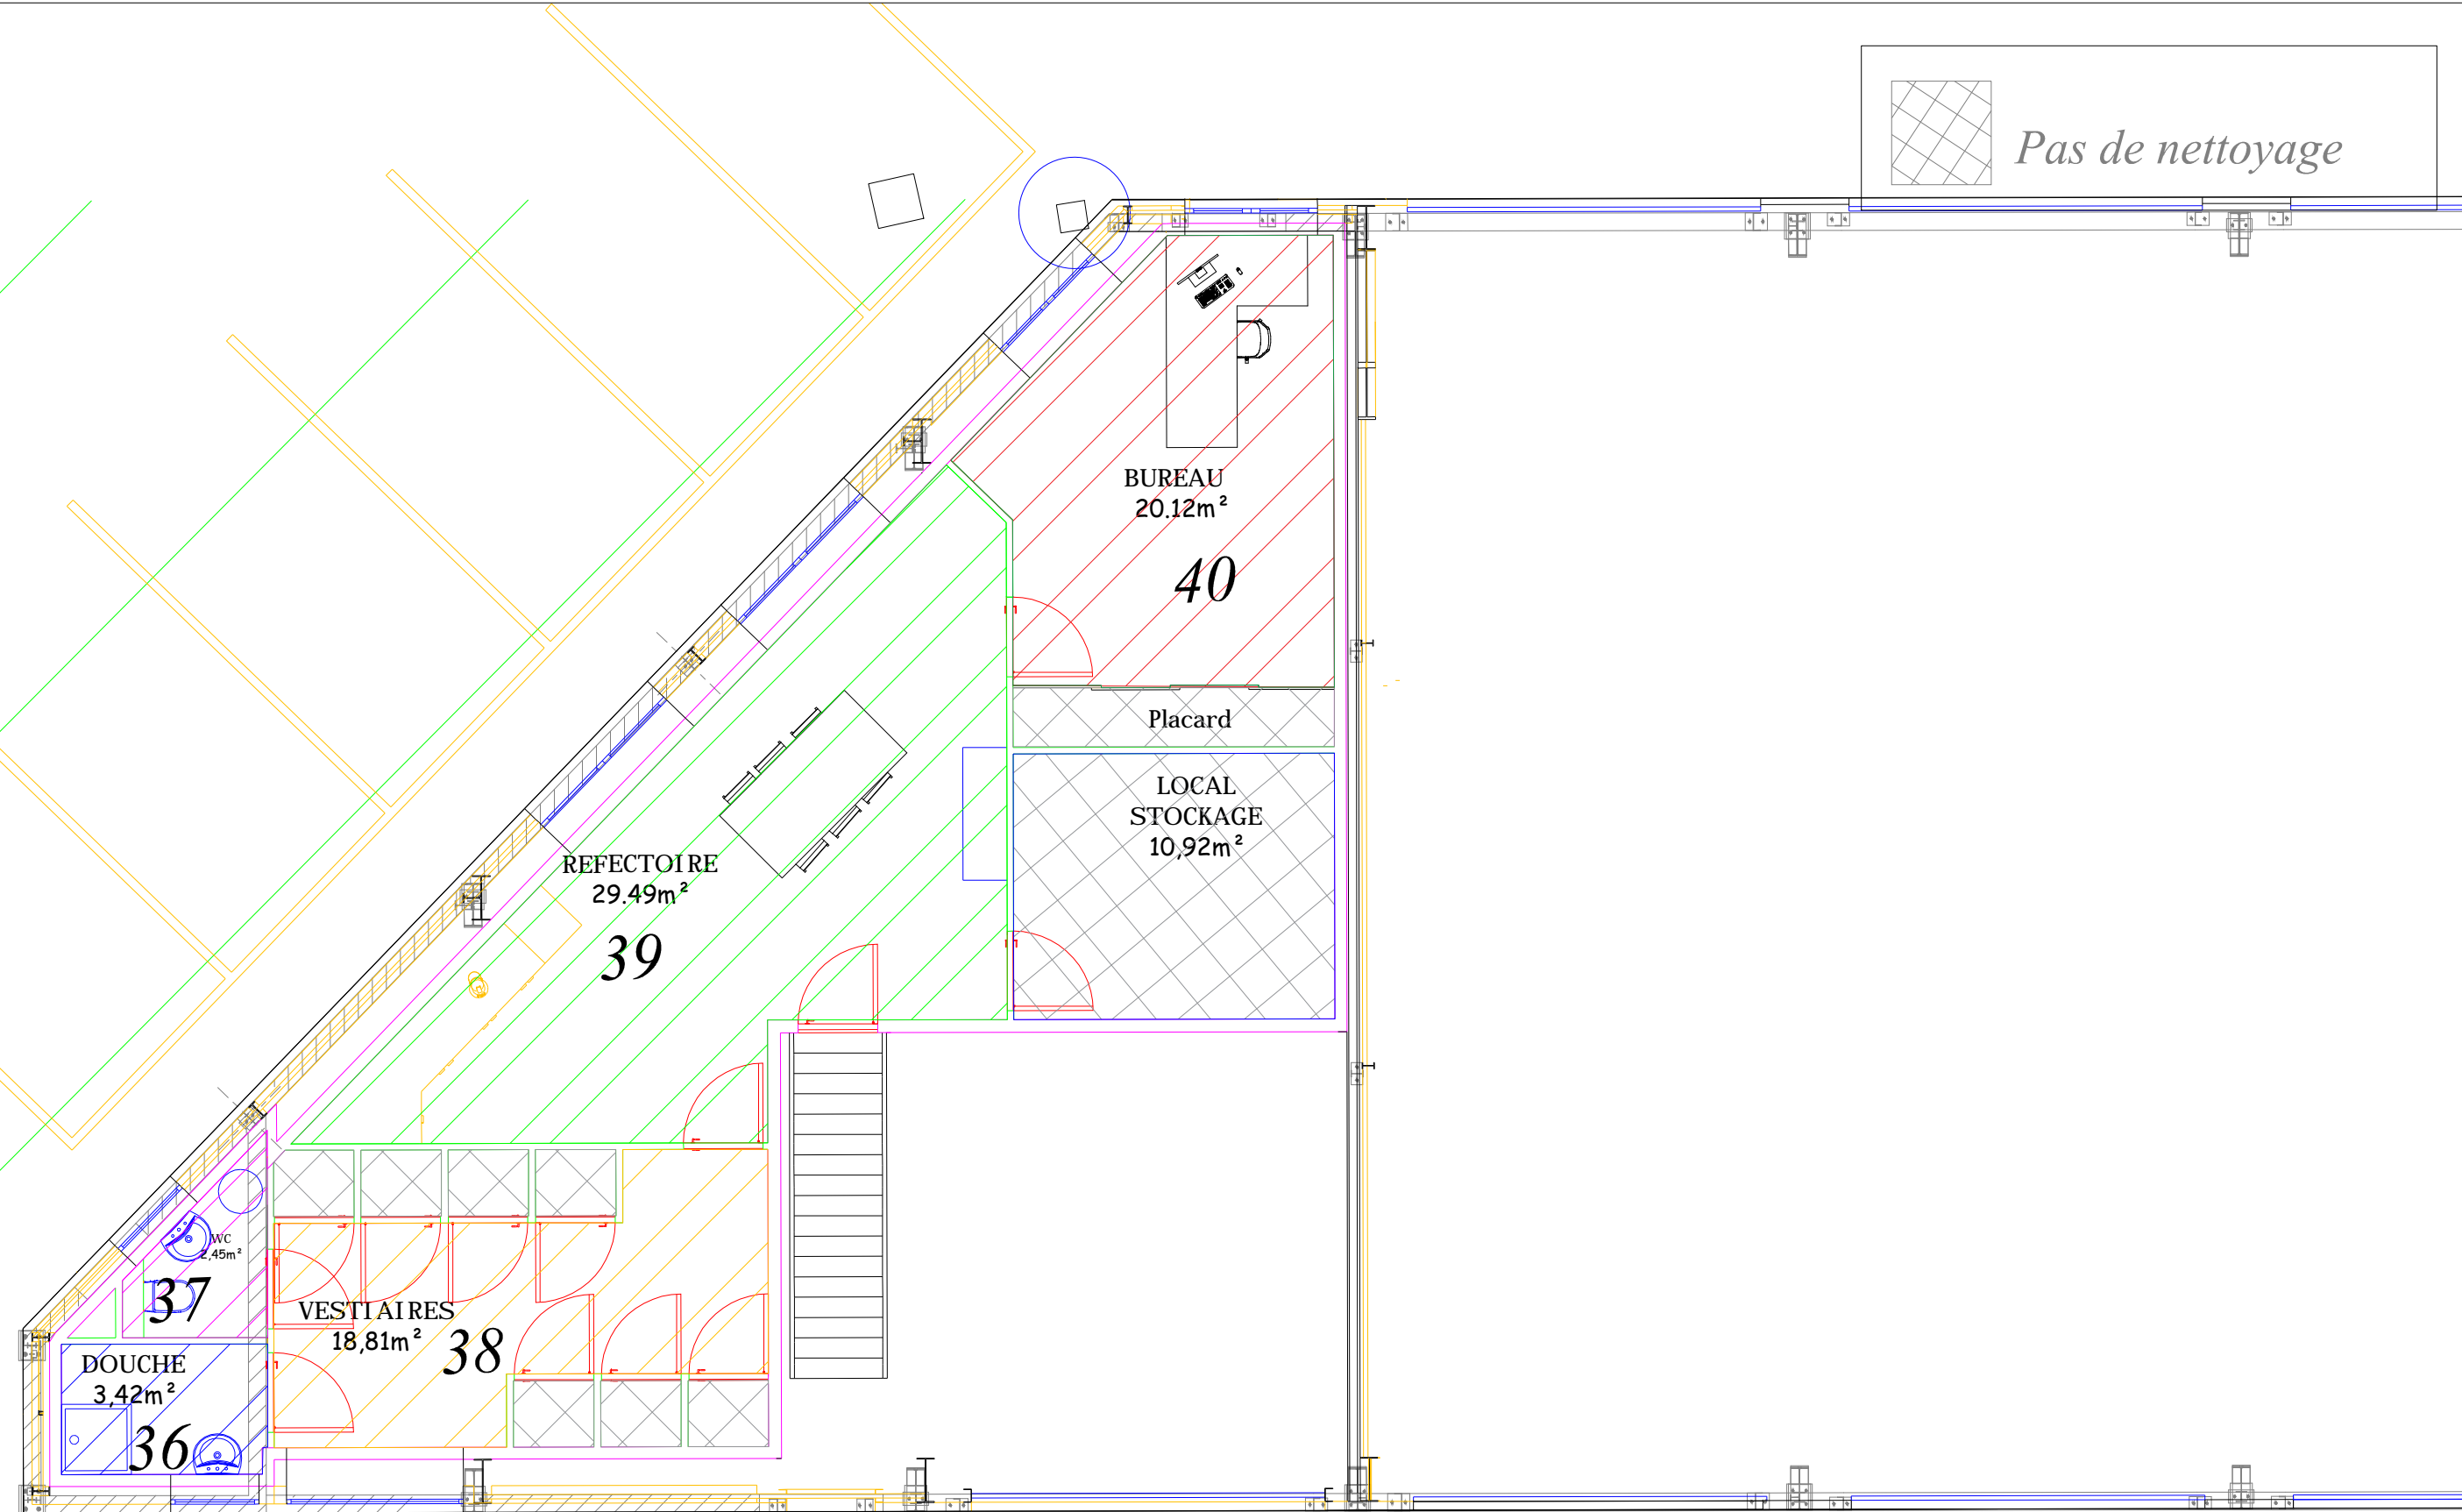 Pas de nettoyage
BUREAU
20.12m²
40
Placard
LOCAL
STOCKAGE
10,92m²
REFECTOIRE
29.49m²
39
WC
2,45m²
37
VESTIAIRES
18,81m²
38
DOUCHE
3,42m²
36